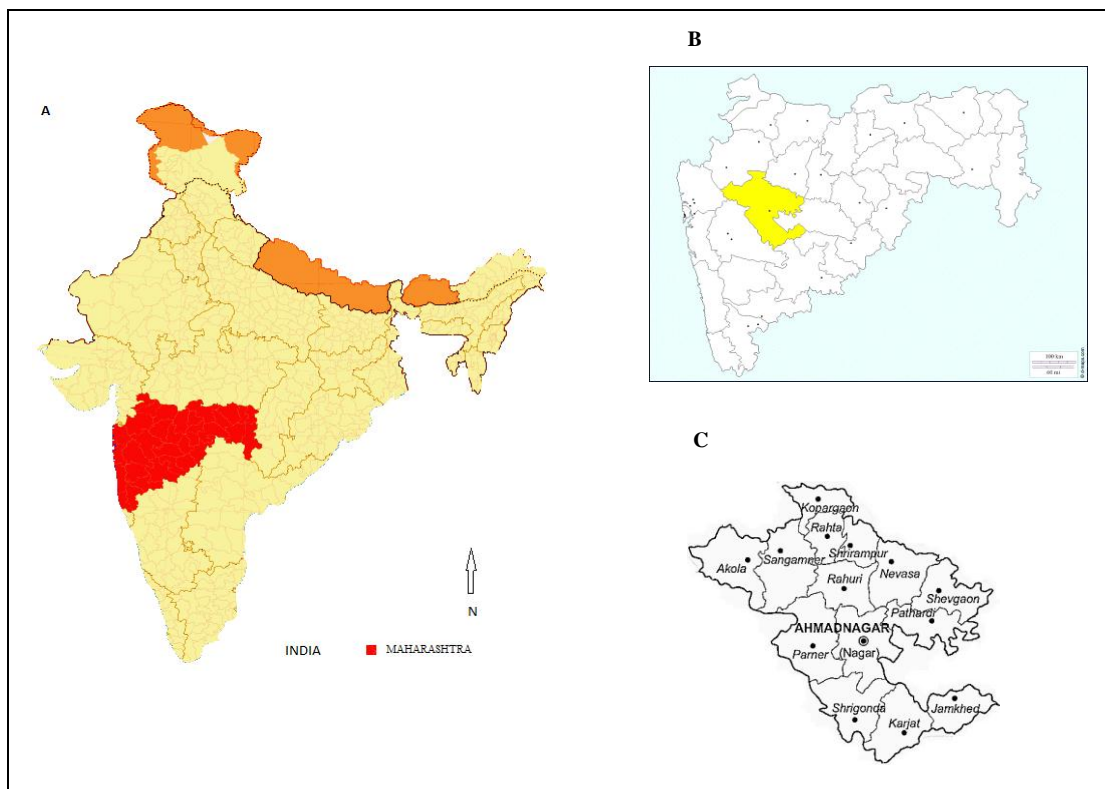 A
N
INDIA
MAHARASHTRA
B
C
Kopargaon
Rahta
Shrirampur
Sangamner
Akola
Nevasa
Rahuri
Shevgaon
Pathardi
AHMADNAGAR
(Nagar)
Parner
Shrigonda
Jamkhed
Karjat